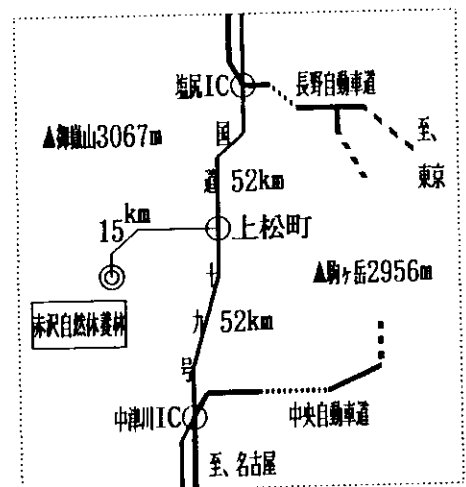 塩尻IC
長野自動車道
▲御嶽山3067m
至、
東京
国道十九号
52km
15km
上松町
▲駒ヶ岳2956m
赤沢自然休養林
52km
中津川IC
中央自動車道
至、名古屋